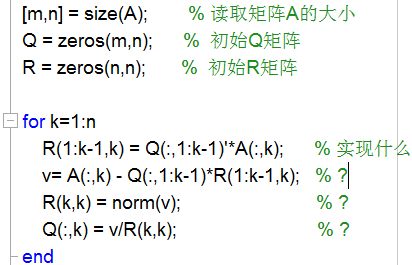 [m,n] = size(A); % 读取矩阵A的大小
Q = zeros(m,n); % 初始Q矩阵
R = zeros(n,n); % 初始R矩阵
for k=1:n
R(1:k-1,k) = Q(:,1:k-1)'*A(:,k); % 实现什么
v= A(:,k) - Q(:,1:k-1)*R(1:k-1,k); % ?
R(k,k) = norm(v); % ?
Q(:,k) = v/R(k,k); % ?
end